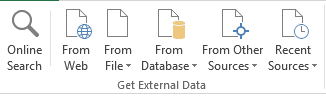 Online
Search
From
Web
From
File
From
Database
From Other
Sources
Recent
Sources
Get External Data